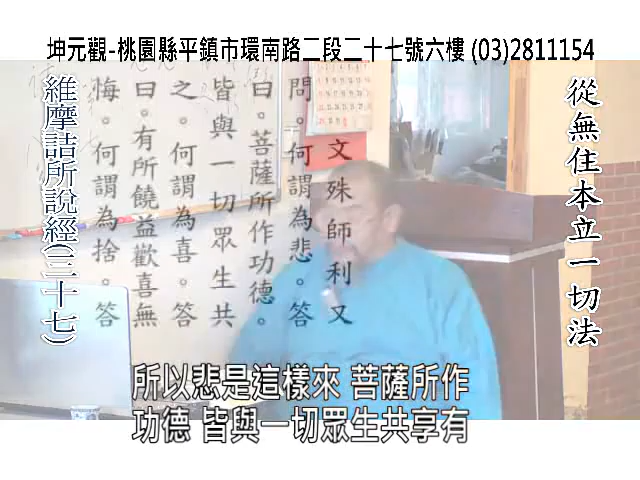 坤元觀-桃園縣平鎮市環南路二段二十七號六樓 (03)2811154
從無住本立一切法
文殊師利又
問。何謂為悲。答
曰。菩薩所作功德。
皆與一切眾生共
之。何謂為喜。答
曰。有所饒益歡喜無
悔。何謂為捨。答
維摩詰所說經(三十七)
所以悲是這樣來 菩薩所作
功德 皆與一切眾生共享有